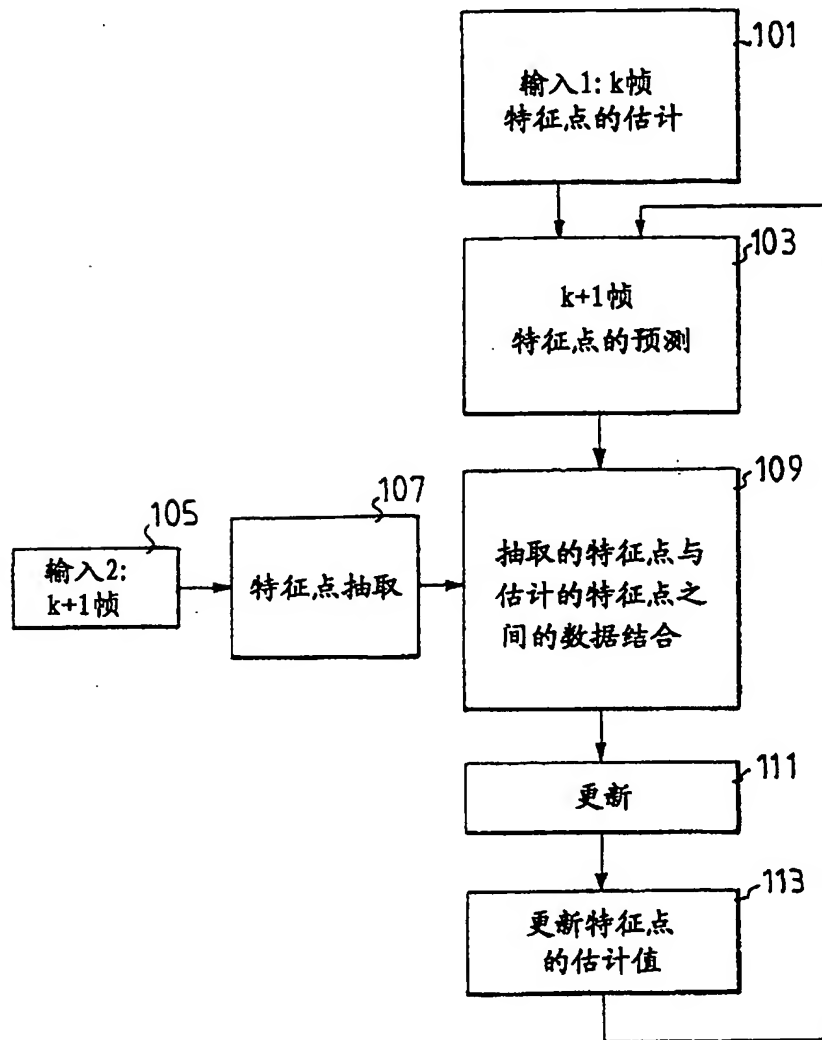 101
输入1: k帧
特征点的估计
103
k+1帧
特征点的预测
109
抽取的特征点与
估计的特征点之
间的数据结合
107
特征点抽取
105
输入2:
k+1帧
111
更新
113
更新特征点
的估计值